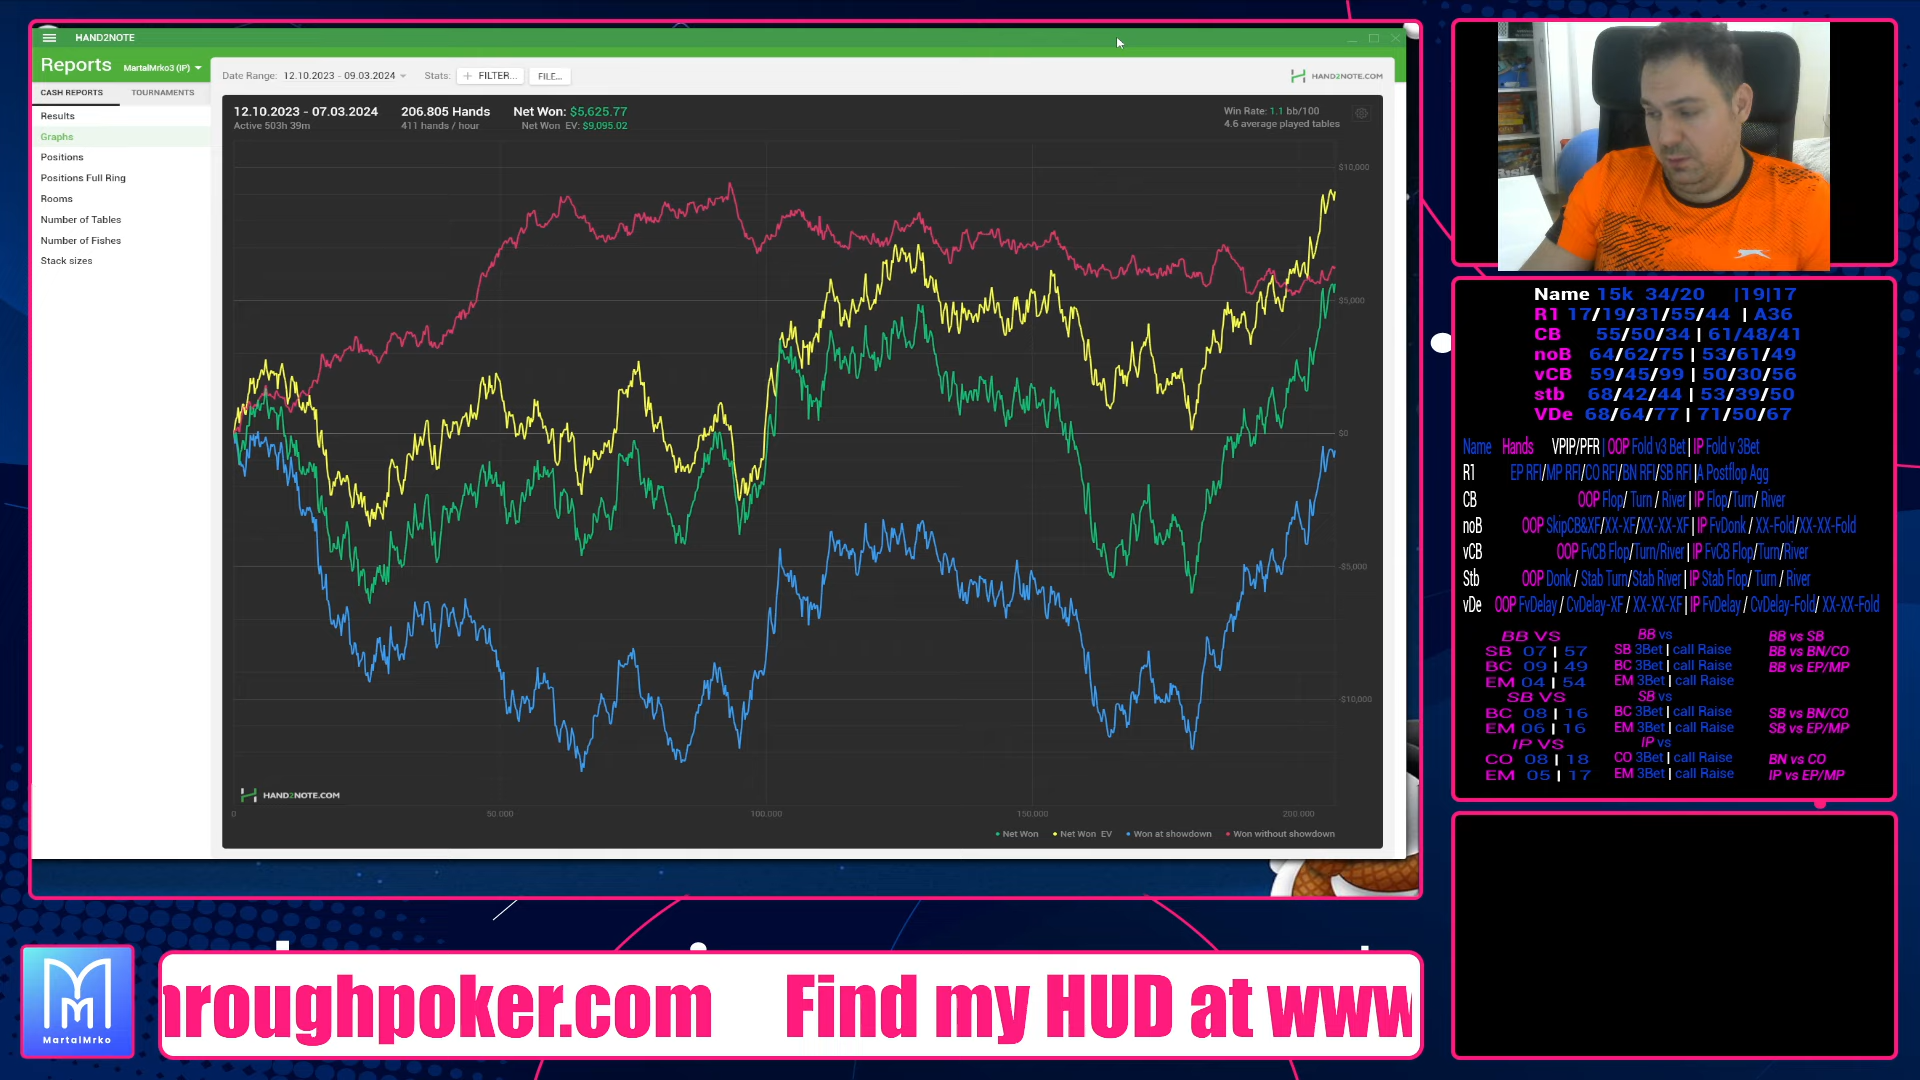 HAND2NOTE
Reports MartalMrko3 (IP)
CASH REPORTS TOURNAMENTS
Results
Graphs
Positions
Positions Full Ring
Rooms
Number of Tables
Number of Fishes
Stack sizes
Date Range: 12.10.2023 - 09.03.2024 Stats: + FILTER... FILE...
HAND2NOTE.COM
12.10.2023 - 07.03.2024 206.805 Hands Net Won: $5,625.77
Active 503h 39m 411 hands / hour Net Won EV: $9,095.02
Win Rate: 1.1 bb/100
4.6 average played tables
$10,000
$5,000
$0
-$5,000
-$10,000
HAND2NOTE.COM
0 50.000 100.000 150.000 200.000
Net Won Net Won EV Won at showdown Won without showdown
Name 15k 34/20 |19|17
R1 17/19/31/55/44 | A36
CB 55/50/34 | 61/48/41
noB 64/62/75 | 53/61/49
vCB 59/45/99 | 50/30/56
stb 68/42/44 | 53/39/50
VDe 68/64/77 | 71/50/67
Name Hands VPIP/PFR | OOP Fold v3 Bet | IP Fold v 3Bet
R1 EP RFI/MP RFI/CO RFI/BN RFI/SB RFI |A Postflop Agg
CB OOP Flop/ Turn / River | IP Flop/Turn/ River
noB OOP SkipCB&XF/XX-XF/XX-XX-XF | IP FvDonk / XX-Fold/XX-XX-Fold
vCB OOP FvCB Flop/Turn/River | IP FvCB Flop/Turn/River
Stb OOP Donk / Stab Turn/Stab River | IP Stab Flop/ Turn / River
vDe OOP FvDelay / CvDelay-XF / XX-XX-XF | IP FvDelay / CvDelay-Fold/ XX-XX-Fold
BB VS BB vs BB vs SB
SB 07 | 57 SB 3Bet | call Raise BB vs BN/CO
BC 09 | 49 BC 3Bet | call Raise BB vs EP/MP
EM 04 | 54 EM 3Bet | call Raise
SB VS SB vs
BC 08 | 16 BC 3Bet | call Raise SB vs BN/CO
EM 06 | 16 EM 3Bet | call Raise SB vs EP/MP
IP VS IP vs
CO 08 | 18 CO 3Bet | call Raise BN vs CO
EM 05 | 17 EM 3Bet | call Raise IP vs EP/MP
MartalMrko
hroughpoker.com Find my HUD at www